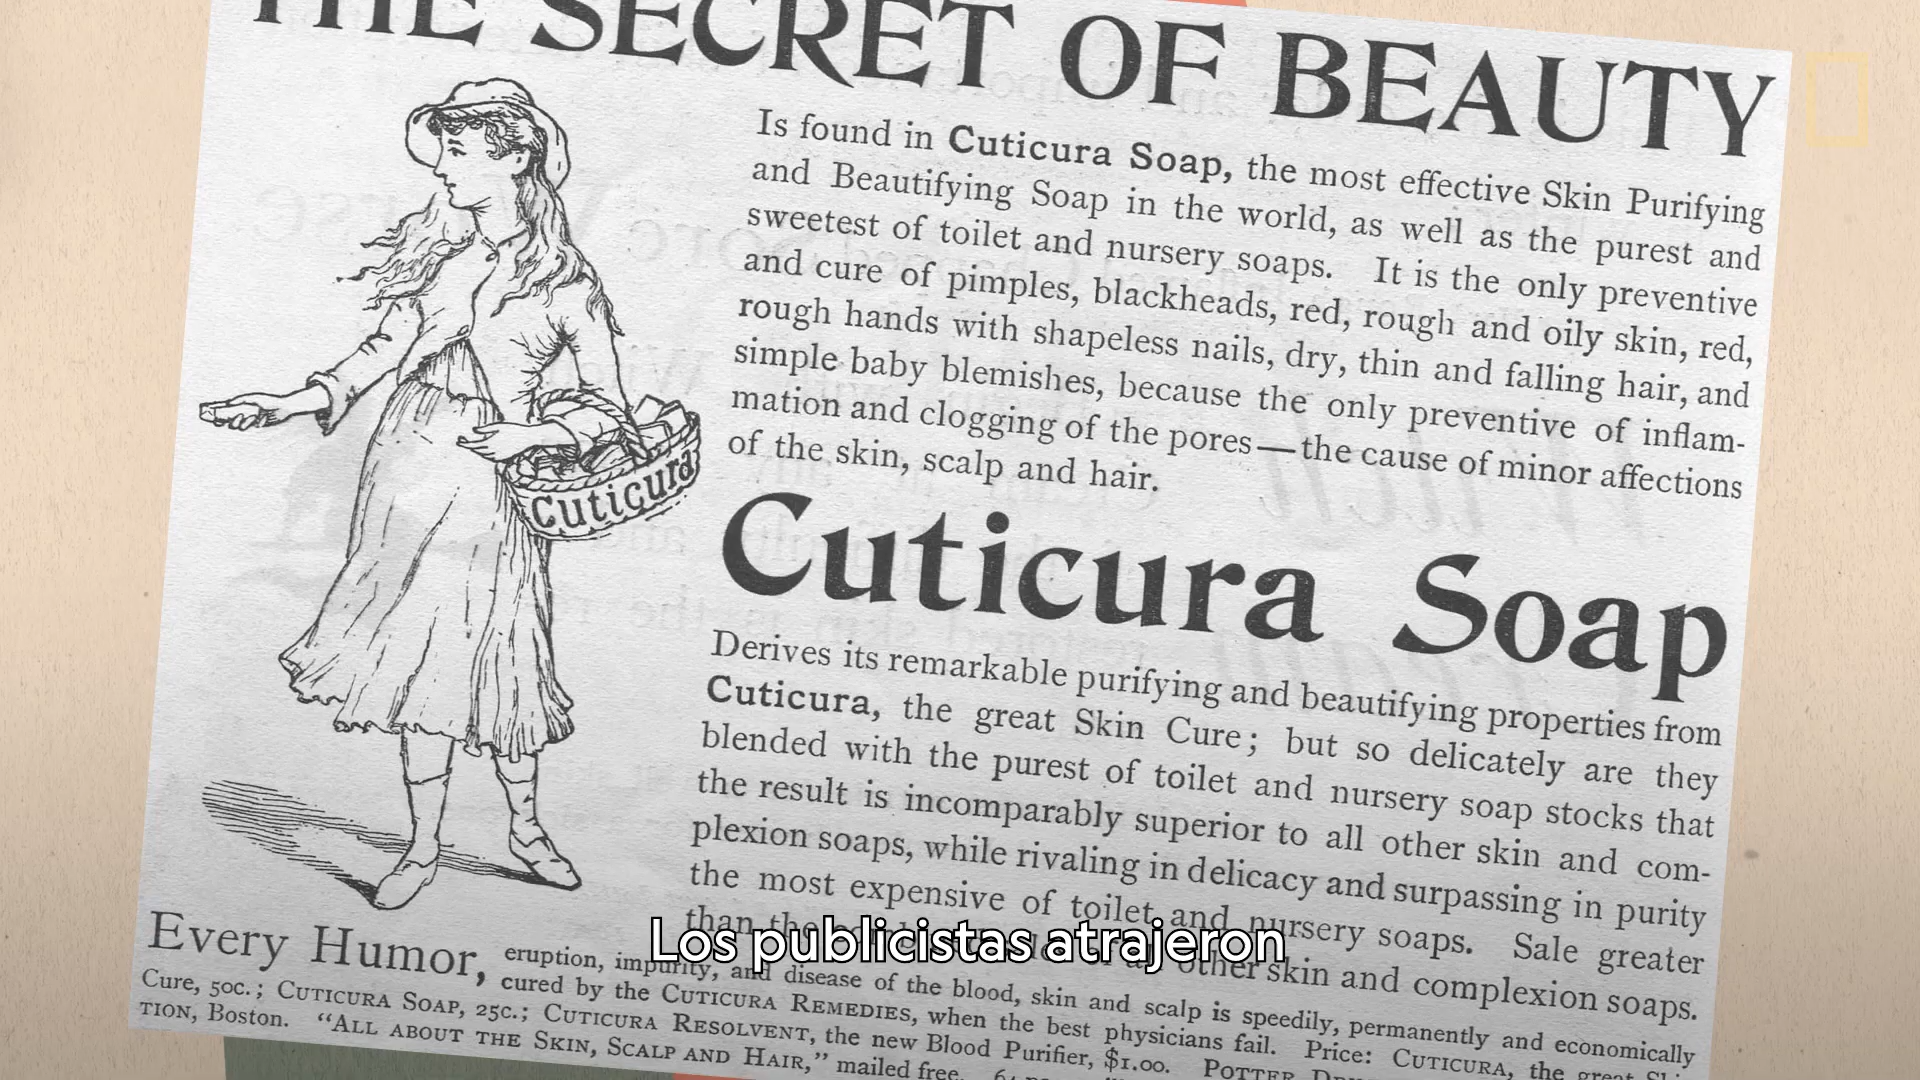 THE SECRET OF BEAUTY
Is found in Cuticura Soap, the most effective Skin Purifying
and Beautifying Soap in the world, as well as the purest and
sweetest of toilet and nursery soaps. It is the only preventive
and cure of pimples, blackheads, red, rough and oily skin, red,
rough hands with shapeless nails, dry, thin and falling hair, and
simple baby blemishes, because the only preventive of inflam-
mation and clogging of the pores—the cause of minor affections
of the skin, scalp and hair.
Cuticura
Cuticura Soap
Derives its remarkable purifying and beautifying properties from
Cuticura, the great Skin Cure; but so delicately are they
blended with the purest of toilet and nursery soap stocks that
the result is incomparably superior to all other skin and com-
plexion soaps, while rivaling in delicacy and surpassing in purity
the most expensive of toilet and nursery soaps. Sale greater
than the other skin and complexion soaps.
Los publicistas atrajeron
Every Humor, eruption, impurity, and disease of the blood, skin and scalp is speedily, permanently and economically
cured by the CUTICURA REMEDIES, when the best physicians fail. Price: CUTICURA, the great
Cure, 50c.; CUTICURA SOAP, 25c.; CUTICURA RESOLVENT, the new Blood Purifier, $1.00. POTTER
TION, Boston. “ALL ABOUT THE SKIN, SCALP AND HAIR,” mailed free.